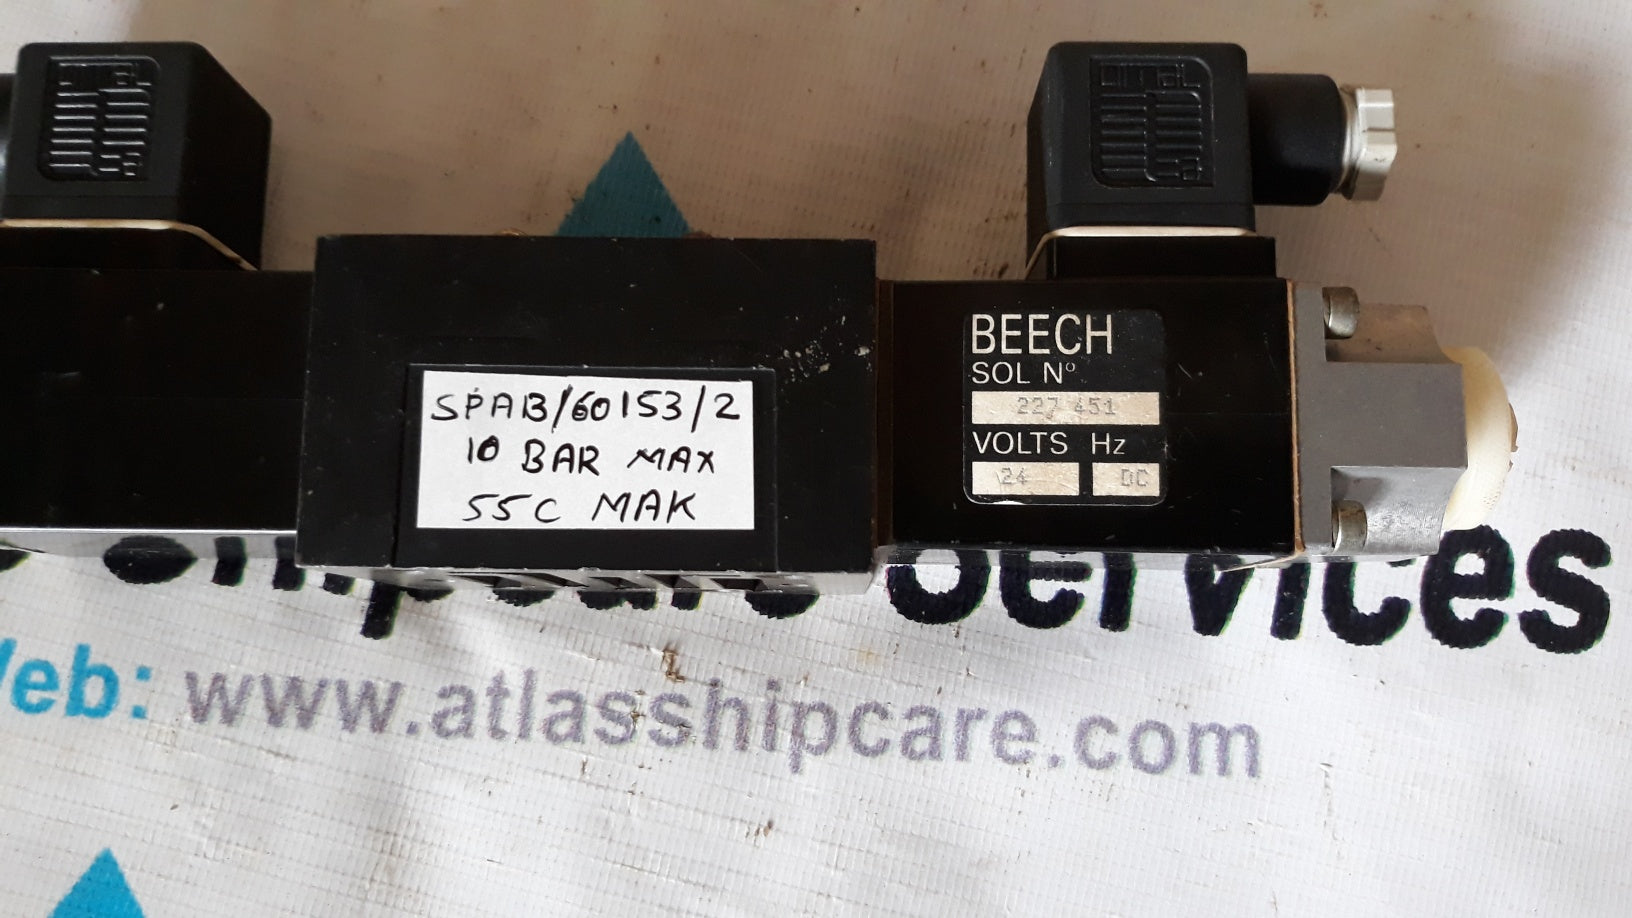 SPAB/60153/2
10 BAR MAX
55C MAK
BEECH
SOL Nº
227 451
VOLTS Hz
24 DC
Services
Web: www.atlasshipcare.com